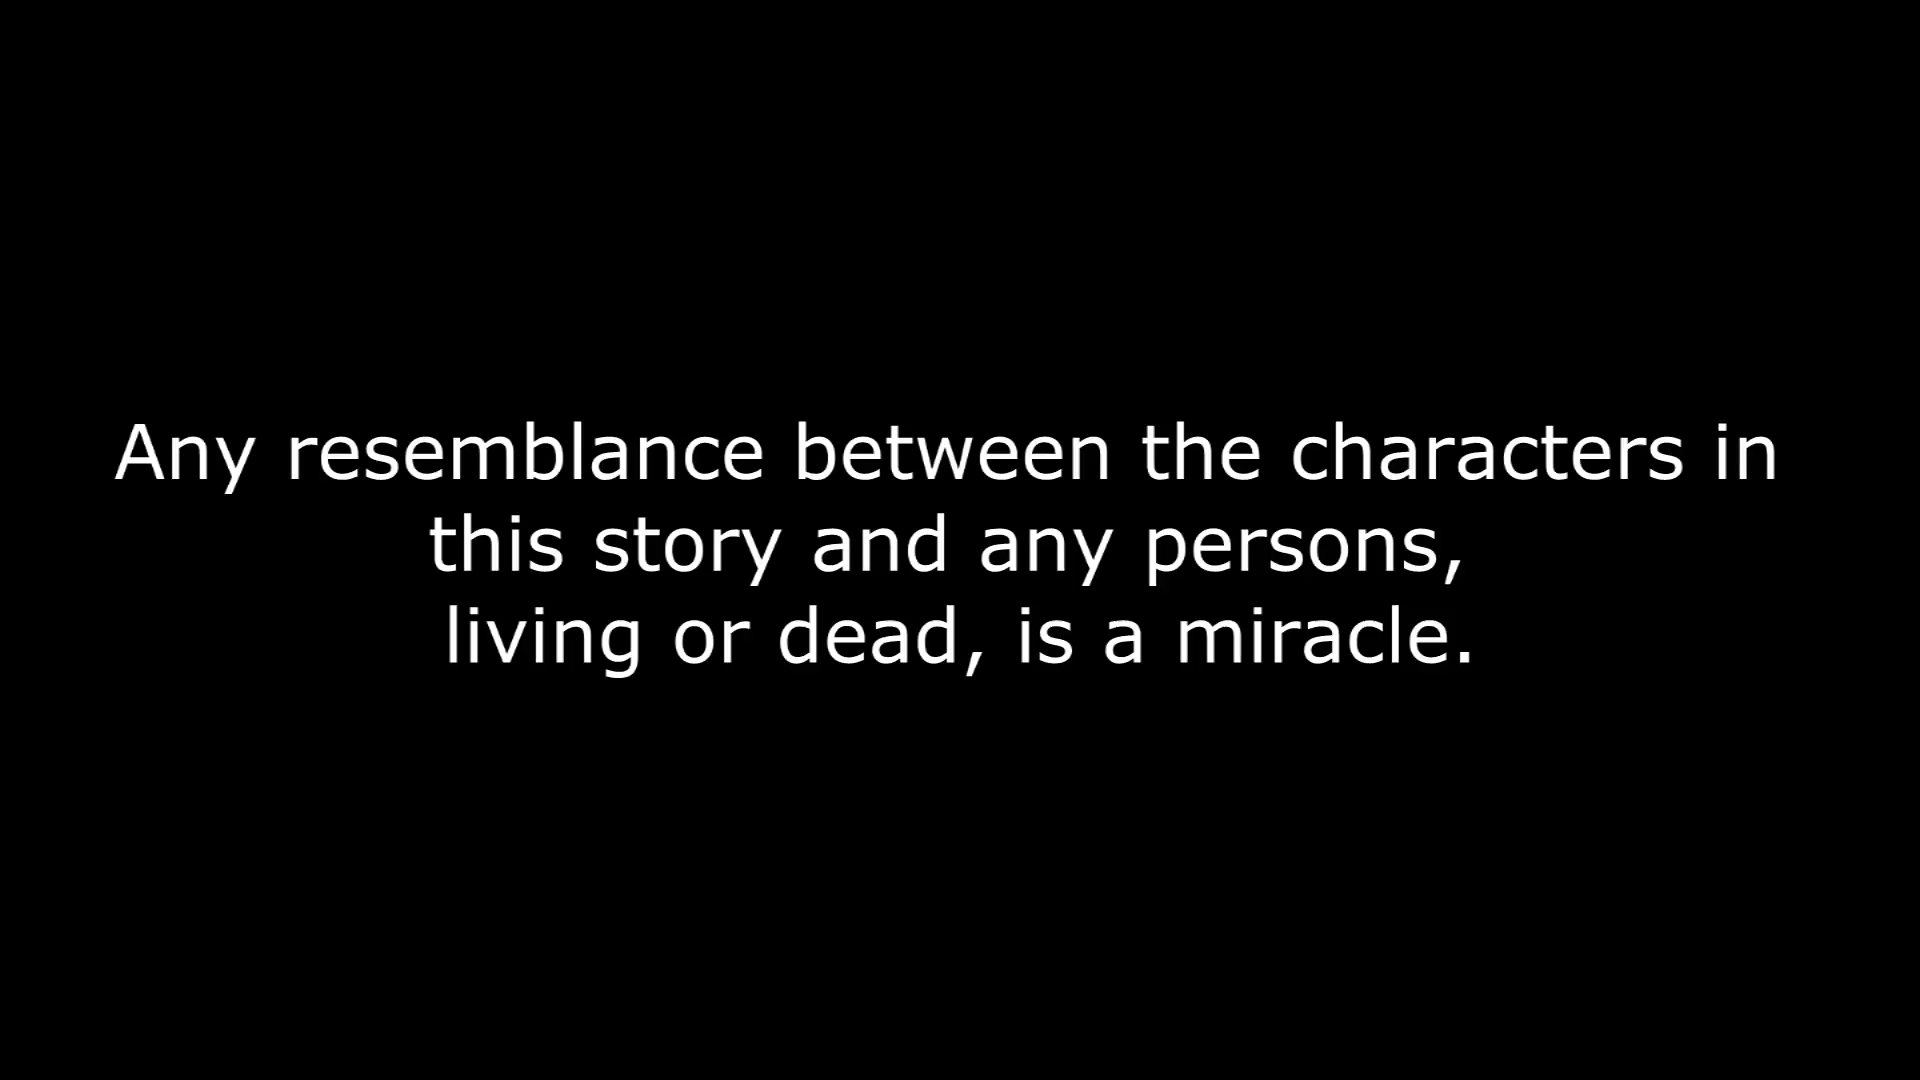 Any resemblance between the characters in
this story and any persons,
living or dead, is a miracle.